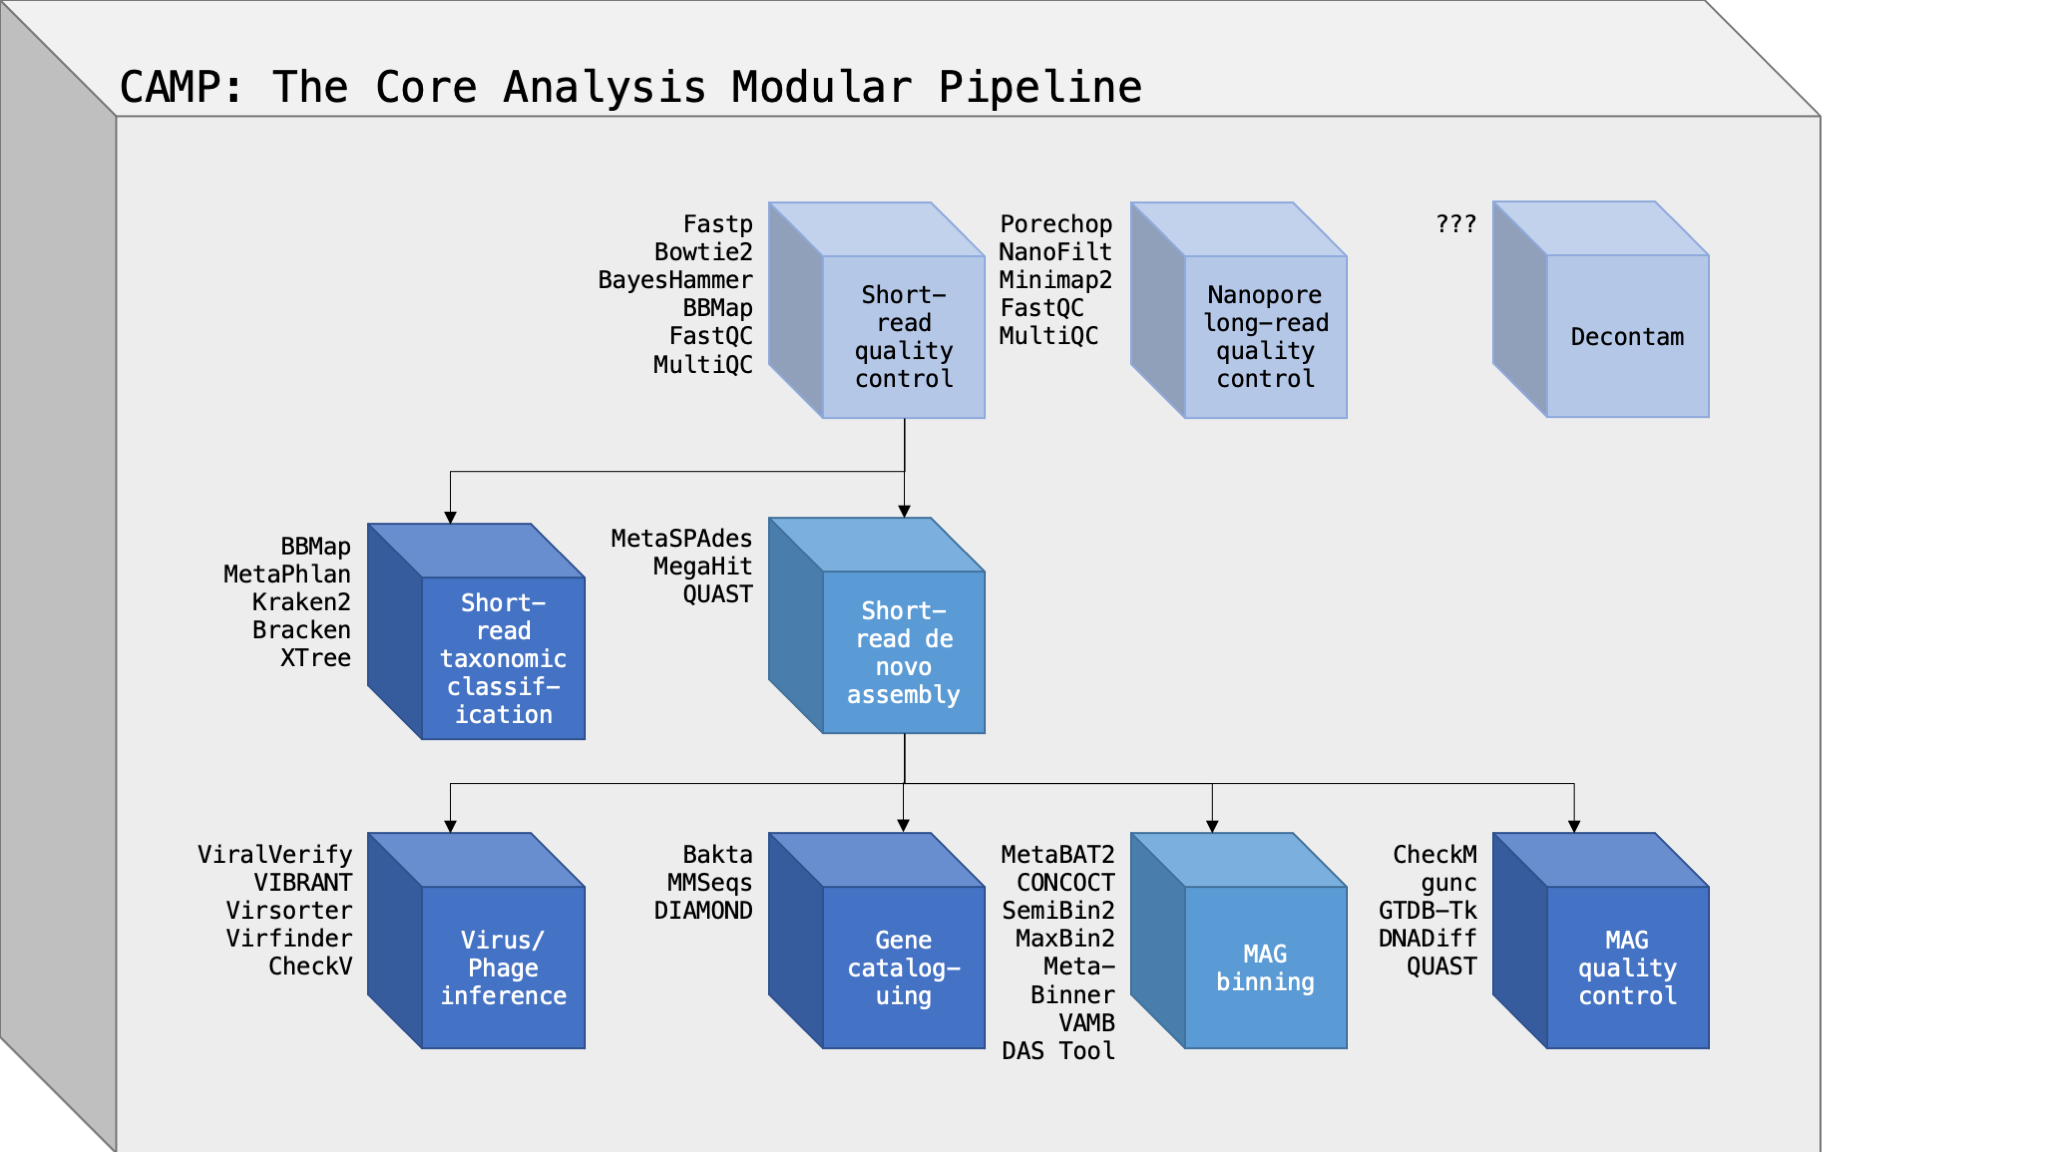 CAMP: The Core Analysis Modular Pipeline
Fastp
Bowtie2
BayesHammer
BBMap
FastQC
MultiQC
Short-
read
quality
control
Porechop
NanoFilt
Minimap2
FastQC
MultiQC
Nanopore
long-read
quality
control
???
Decontam
BBMap
MetaPhlan
Kraken2
Bracken
XTree
Short-
read
taxonomic
classif-
ication
MetaSPAdes
MegaHit
QUAST
Short-
read de
novo
assembly
ViralVerify
VIBRANT
Virsorter
Virfinder
CheckV
Virus/
Phage
inference
Bakta
MMSeqs
DIAMOND
Gene
catalog-
uing
MetaBAT2
CONCOCT
SemiBin2
MaxBin2
Meta-
Binner
VAMB
DAS Tool
MAG
binning
CheckM
gunc
GTDB-Tk
DNADiff
QUAST
MAG
quality
control